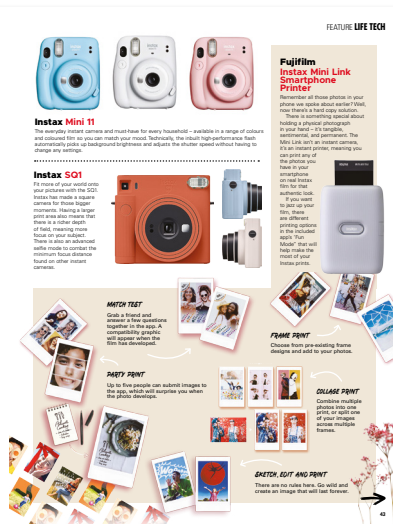 FEATURE LIFE TECH
Instax Mini 11
The everyday instant camera and must-have for every household – available in a range of colours
and coloured film so you can match your mood. Technically, the inbuilt high-performance flash
automatically picks up background brightness and adjusts the shutter speed without having to
change any settings.
Instax SQ1
Fit more of your world onto
your pictures with the SQ1.
Instax has made a square
camera for those bigger
moments. Having a larger
print area also means that
there is a richer depth
of field, meaning more
focus on your subject.
There is also an advanced
selfie mode to combat the
minimum focus distance
found on other instant
cameras.
Fujifilm
Instax Mini Link
Smartphone
Printer
Remember all those photos in your
phone we spoke about earlier? Well,
now there's a hard copy solution.
There is something special about
holding a physical photograph
in your hand – it's tangible,
sentimental, and permanent. The
Mini Link isn't an instant camera,
it's an instant printer, meaning you
can print any of
the photos you
have in your
smartphone
on real Instax
film for that
authentic look.
If you want
to jazz up your
film, there
are different
printing options
in the included
app's "Fun
Mode" that will
help make the
most of your
Instax prints.
MATCH TEST
Grab a friend and
answer a few questions
together in the app. A
compatibility graphic
will appear when the
film has developed.
FRAME PRINT
Choose from pre-existing frame
designs and add to your photos.
PARTY PRINT
Up to five people can submit images to
the app, which will surprise you when
the photo develops.
COLLAGE PRINT
Combine multiple
photos into one
print, or split one
of your images
across multiple
frames.
SKETCH, EDIT AND PRINT
There are no rules here. Go wild and
create an image that will last forever.
43